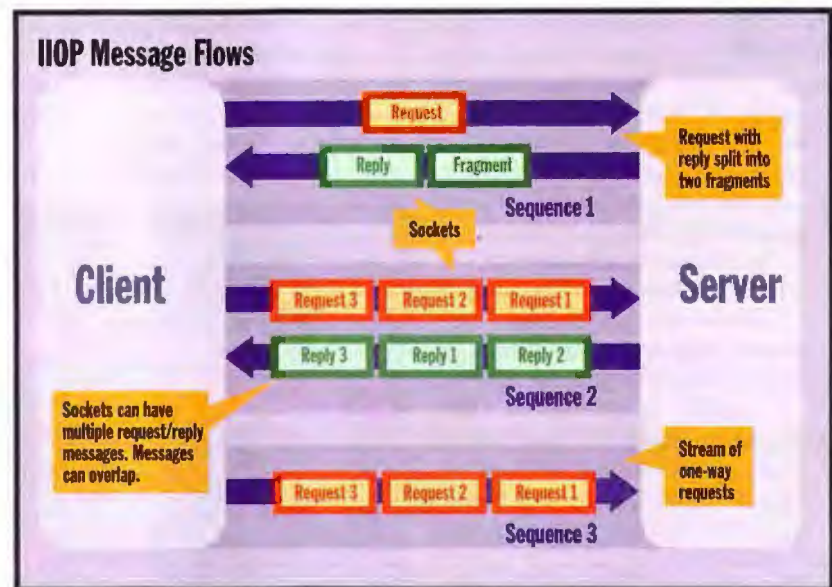 IIOP Message Flows
Request
Request with
reply split into
two fragments
Reply
Fragment
Sequence 1
Sockets
Client
Server
Request 3
Request 2
Request 1
Reply 3
Reply 1
Reply 2
Sequence 2
Sockets can have
multiple request/reply
messages. Messages
can overlap.
Stream of
one-way
requests
Request 3
Request 2
Request 1
Sequence 3